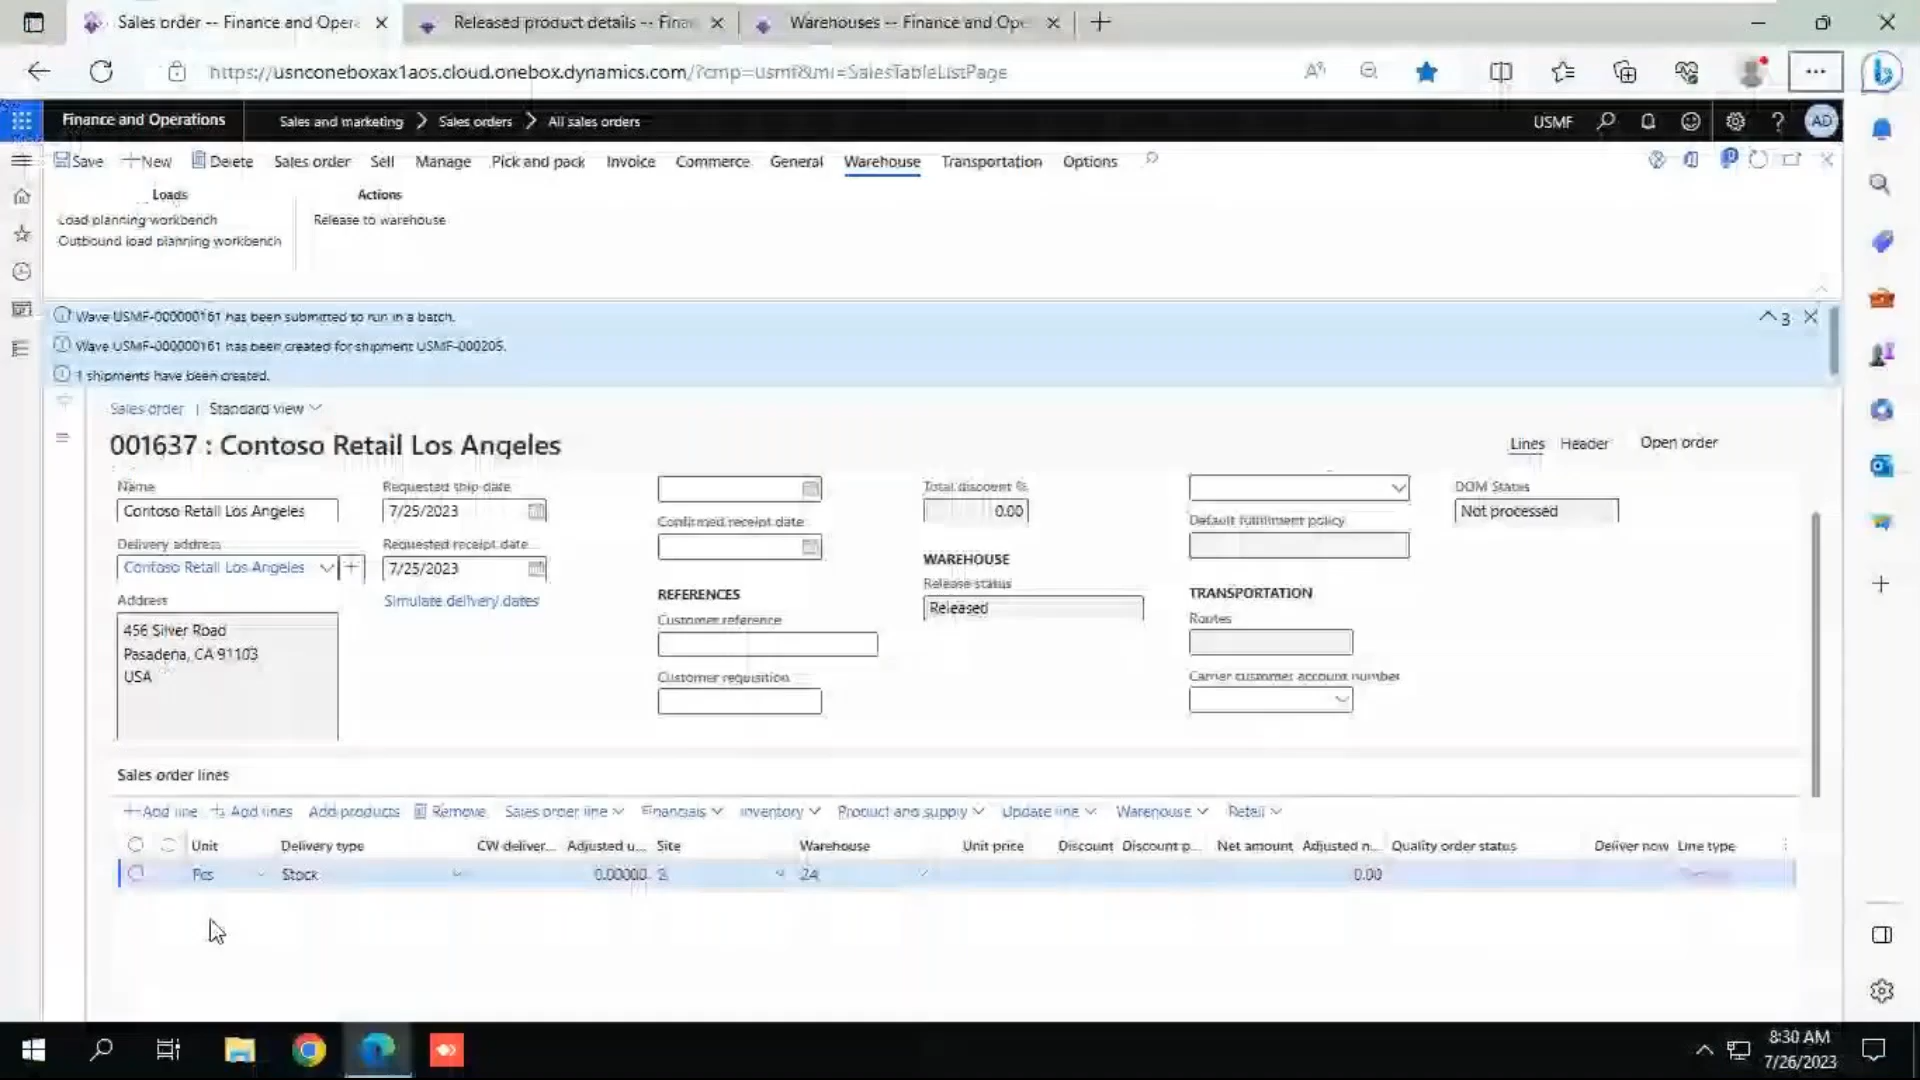 Sales order -- Finance and Oper
Released product details -- Finan
Warehouses -- Finance and Ope
https://usnconeboxax1aos.cloud.onebox.dynamics.com/?cmp=usmf&mi=SalesTableListPage
Finance and Operations
Sales and marketing > Sales orders > All sales orders
USMF
AD
Save
New
Delete
Sales order
Sell
Manage
Pick and pack
Invoice
Commerce
General
Warehouse
Transportation
Options
Loads
Actions
Load planning workbench
Release to warehouse
Outbound load planning workbench
Wave USMF-000000161 has been submitted to run in a batch.
3
Wave USMF-000000161 has been created for shipment USMF-000205.
1 shipments have been created.
Sales order | Standard view
001637 : Contoso Retail Los Angeles
Lines
Header
Open order
Name
Contoso Retail Los Angeles
Delivery address
Contoso Retail Los Angeles
Address
456 Silver Road
Pasadena, CA 91103
USA
Requested ship date
7/25/2023
Requested receipt date
7/25/2023
Simulate delivery dates
Confirmed receipt date
REFERENCES
Customer reference
Customer requisition
Total discount %
0.00
WAREHOUSE
Release status
Released
Default fulfillment policy
TRANSPORTATION
Routes
Carrier customer account number
DOM Status
Not processed
Sales order lines
+ Add line
Add lines
Add products
Remove
Sales order line
Financials
Inventory
Product and supply
Update line
Warehouse
Retail
Unit
Delivery type
CW deliver...
Adjusted u...
Site
Warehouse
Unit price
Discount
Discount p...
Net amount
Adjusted n...
Quality order status
Deliver now
Line type
Pcs
Stock
0.00000
2
24
0.00
8:30 AM
7/26/2023